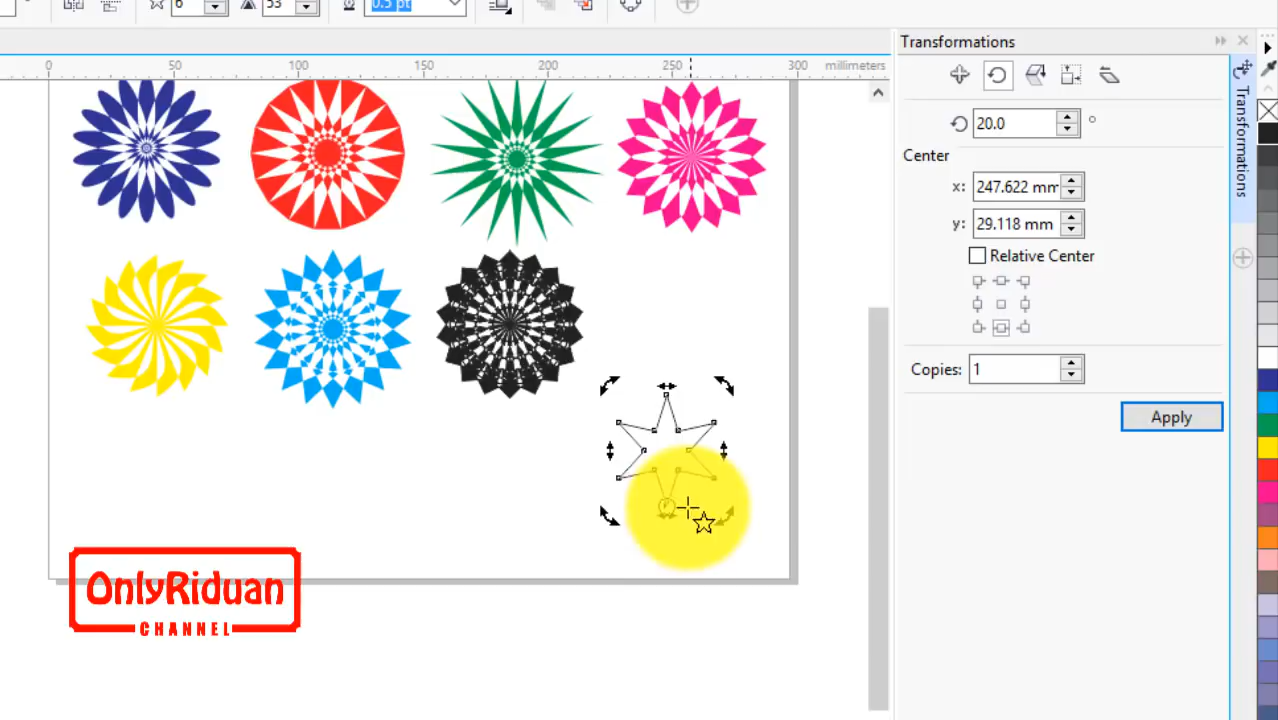 6
53
0.5 pt
Transformations
0
50
100
150
200
250
300
millimeters
20.0
°
Center
x:
247.622 mm
y:
29.118 mm
Relative Center
Copies:
1
Apply
Transformations
OnlyRiduan
CHANNEL